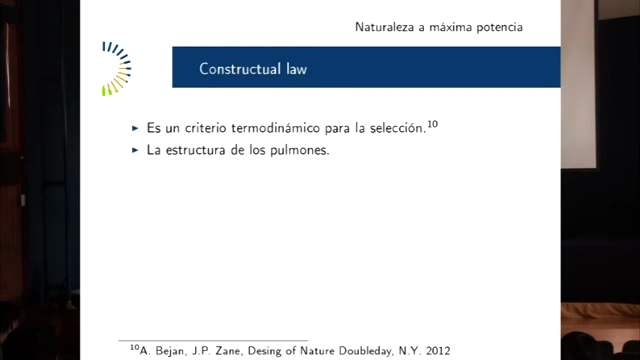 Naturaleza a máxima potencia
Constructual law
Es un criterio termodinámico para la selección.10
La estructura de los pulmones.
10A. Bejan, J.P. Zane, Desing of Nature Doubleday, N.Y. 2012